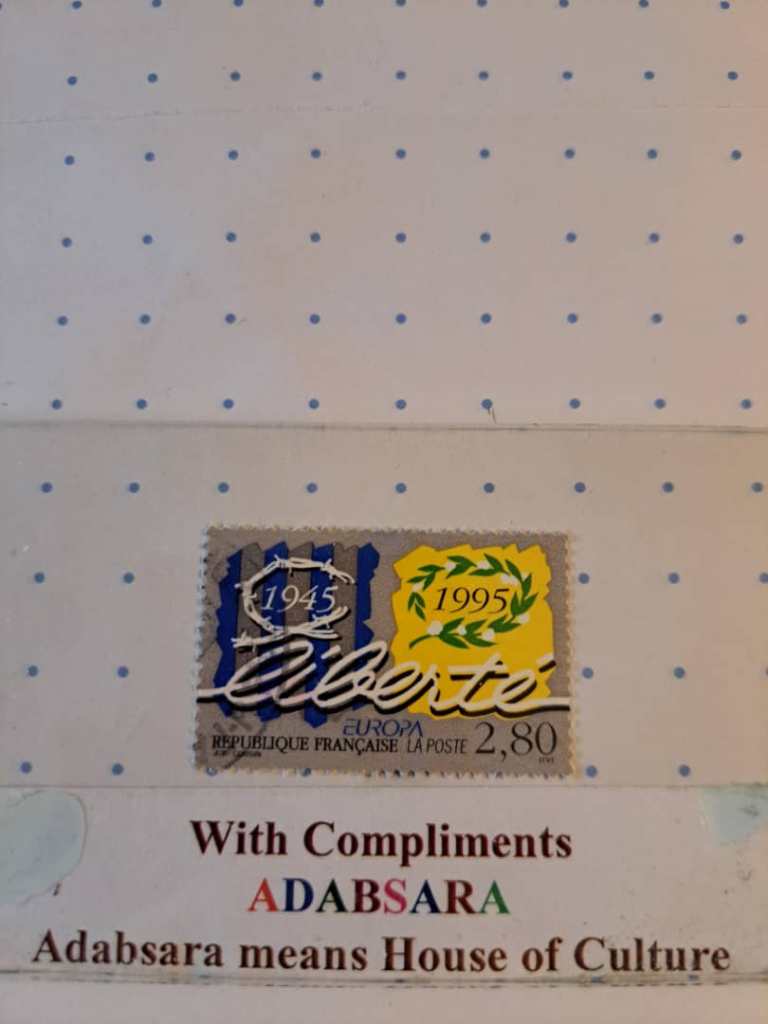 1945 1995
liberté
EUROPA
REPUBLIQUE FRANÇAISE LA POSTE 2,80
With Compliments
ADABSARA
Adabsara means House of Culture